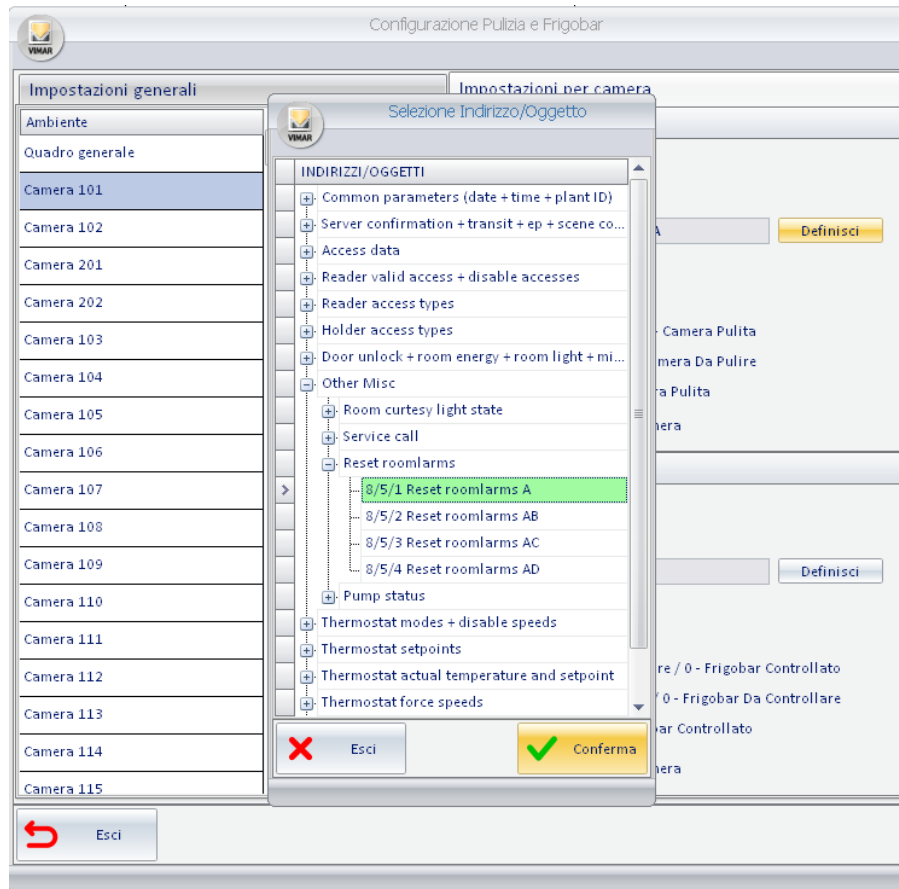 Configurazione Pulizia e Frigobar
VIMAR
Impostazioni generali
Impostazioni per camera
Ambiente
Quadro generale
Camera 101
Camera 102
Camera 201
Camera 202
Camera 103
Camera 104
Camera 105
Camera 106
Camera 107
Camera 108
Camera 109
Camera 110
Camera 111
Camera 112
Camera 113
Camera 114
Camera 115
Selezione Indirizzo/Oggetto
VIMAR
INDIRIZZI/OGGETTI
Common parameters (date + time + plant ID)
Server confirmation + transit + ep + scene co...
Access data
Reader valid access + disable accesses
Reader access types
Holder access types
Door unlock + room energy + room light + mi...
Other Misc
Room curtesy light state
Service call
Reset roomlarms
8/5/1 Reset roomlarms A
8/5/2 Reset roomlarms AB
8/5/3 Reset roomlarms AC
8/5/4 Reset roomlarms AD
Pump status
Thermostat modes + disable speeds
Thermostat setpoints
Thermostat actual temperature and setpoint
Thermostat force speeds
Esci
Conferma
Definisci
- Camera Pulita
mera Da Pulire
ra Pulita
nera
Definisci
re / 0 - Frigobar Controllato
/ 0 - Frigobar Da Controllare
bar Controllato
nera
Esci